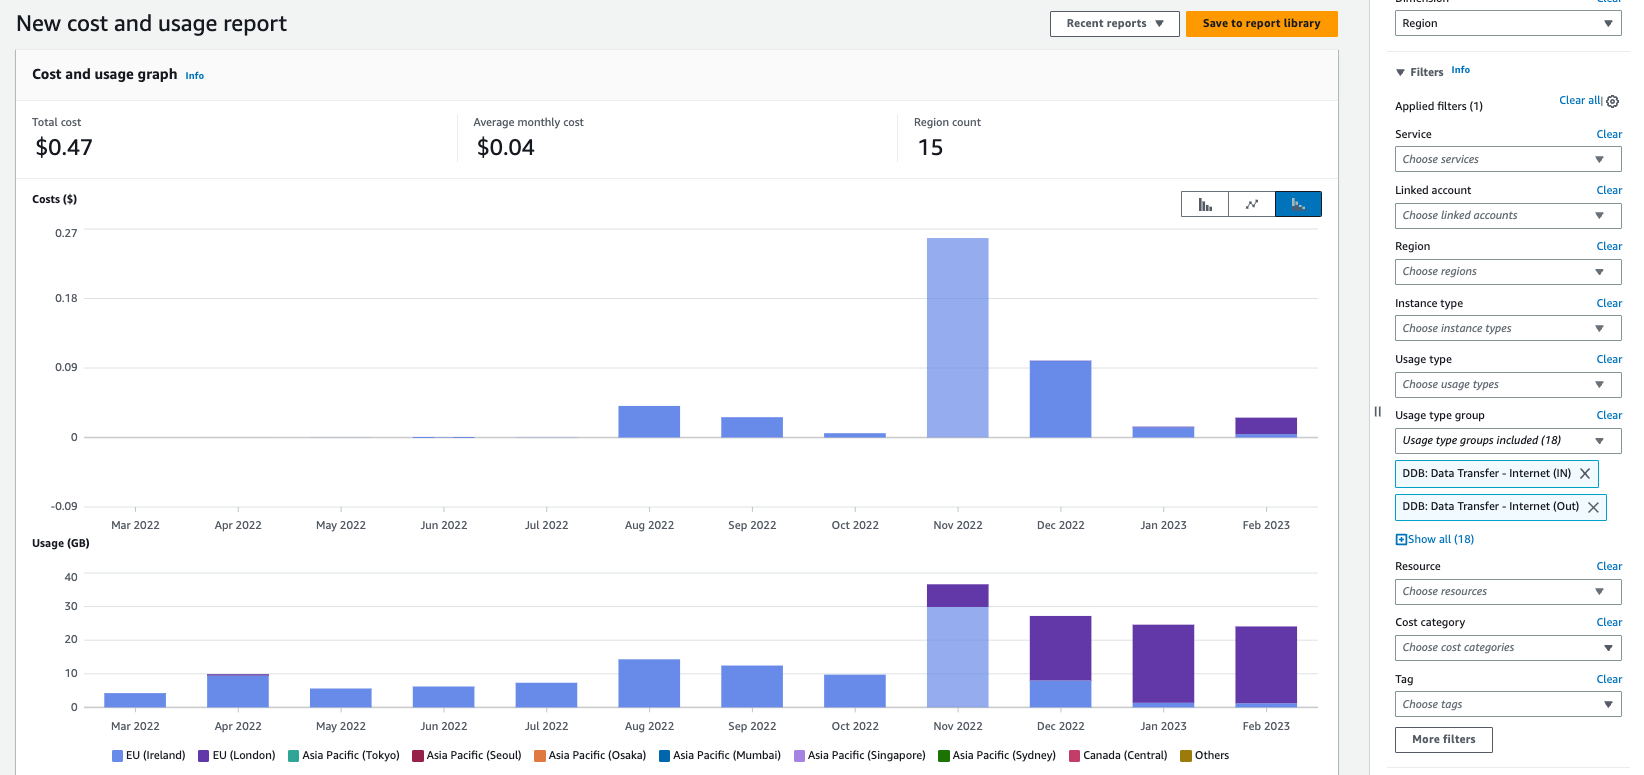 New cost and usage report
Recent reports
Save to report library
Cost and usage graph Info
Total cost
$0.47
Average monthly cost
$0.04
Region count
15
Costs ($)
0.27
0.18
0.09
0
-0.09
Mar 2022 Apr 2022 May 2022 Jun 2022 Jul 2022 Aug 2022 Sep 2022 Oct 2022 Nov 2022 Dec 2022 Jan 2023 Feb 2023
Usage (GB)
40
30
20
10
0
Mar 2022 Apr 2022 May 2022 Jun 2022 Jul 2022 Aug 2022 Sep 2022 Oct 2022 Nov 2022 Dec 2022 Jan 2023 Feb 2023
EU (Ireland) EU (London) Asia Pacific (Tokyo) Asia Pacific (Seoul) Asia Pacific (Osaka) Asia Pacific (Mumbai) Asia Pacific (Singapore) Asia Pacific (Sydney) Canada (Central) Others
Dimension Clear
Region
Filters Info
Applied filters (1) Clear all
Service Clear
Choose services
Linked account Clear
Choose linked accounts
Region Clear
Choose regions
Instance type Clear
Choose instance types
Usage type Clear
Choose usage types
Usage type group Clear
Usage type groups included (18)
DDB: Data Transfer - Internet (IN)
DDB: Data Transfer - Internet (Out)
Show all (18)
Resource Clear
Choose resources
Cost category Clear
Choose cost categories
Tag Clear
Choose tags
More filters